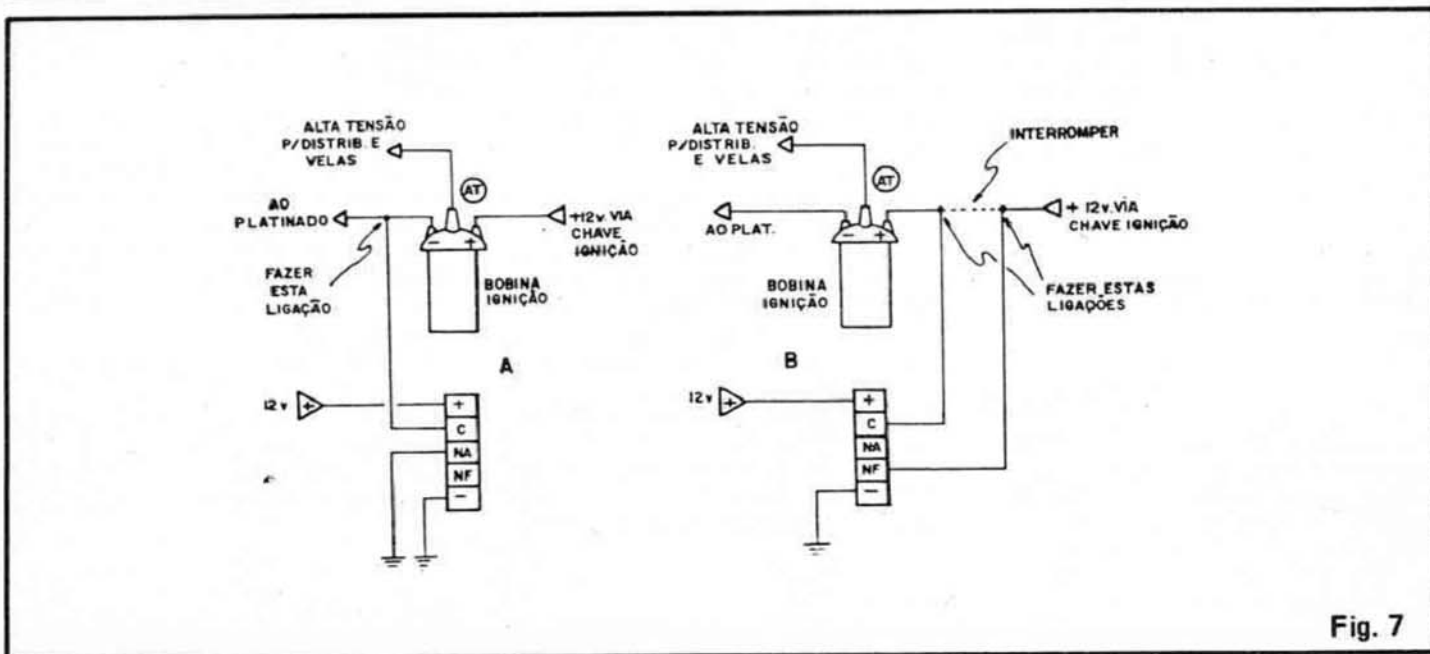 ALTA TENSÃO
P/DISTRIB. E
VELAS
AT
AO
PLATINADO
+12v. VIA
CHAVE
IGNIÇÃO
- +
FAZER
ESTA
LIGAÇÃO
BOBINA
IGNIÇÃO
A
12v +
+
C
NA
NF
-
ALTA TENSÃO
P/DISTRIB.
E VELAS
INTERROMPER
AT
AO PLAT.
+ 12v. VIA
CHAVE IGNIÇÃO
- +
BOBINA
IGNIÇÃO
FAZER ESTAS
LIGAÇÕES
B
12v +
+
C
NA
NF
-
Fig. 7